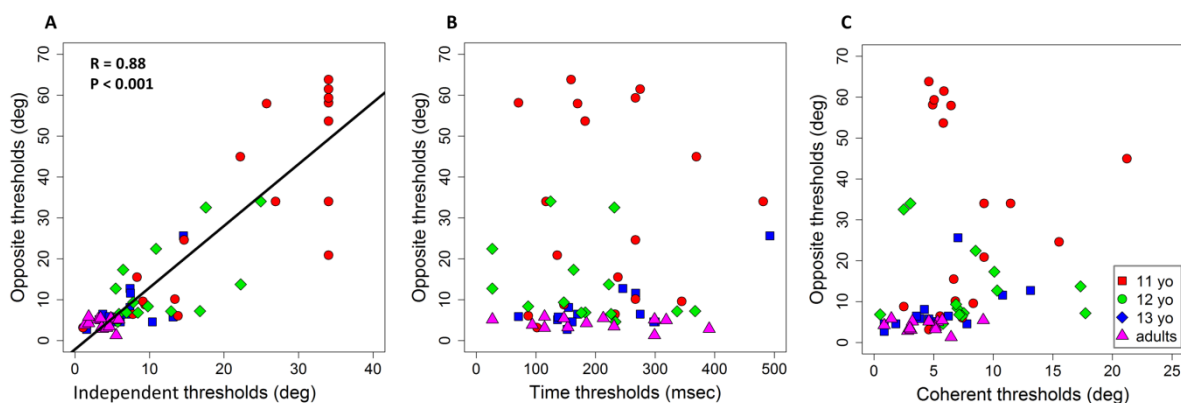 A
R = 0.88
P < 0.001
Opposite thresholds (deg)
0 10 20 30 40 50 60 70
0 10 20 30 40
Independent thresholds (deg)
B
Opposite thresholds (deg)
0 10 20 30 40 50 60 70
0 100 200 300 400 500
Time thresholds (msec)
C
Opposite thresholds (deg)
0 10 20 30 40 50 60 70
0 5 10 15 20 25
Coherent thresholds (deg)
11 yo
12 yo
13 yo
adults